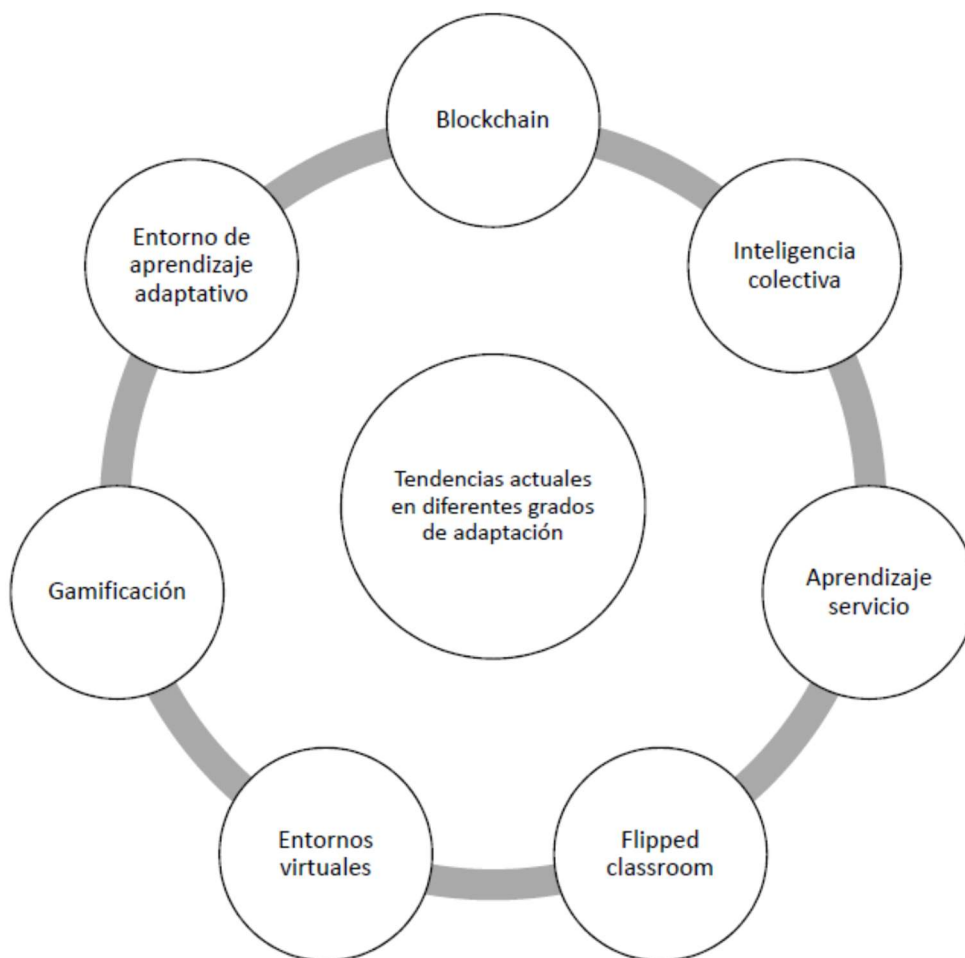 Blockchain
Inteligencia
colectiva
Aprendizaje
servicio
Flipped
classroom
Entornos
virtuales
Gamificación
Entorno de
aprendizaje
adaptativo
Tendencias actuales
en diferentes grados
de adaptación